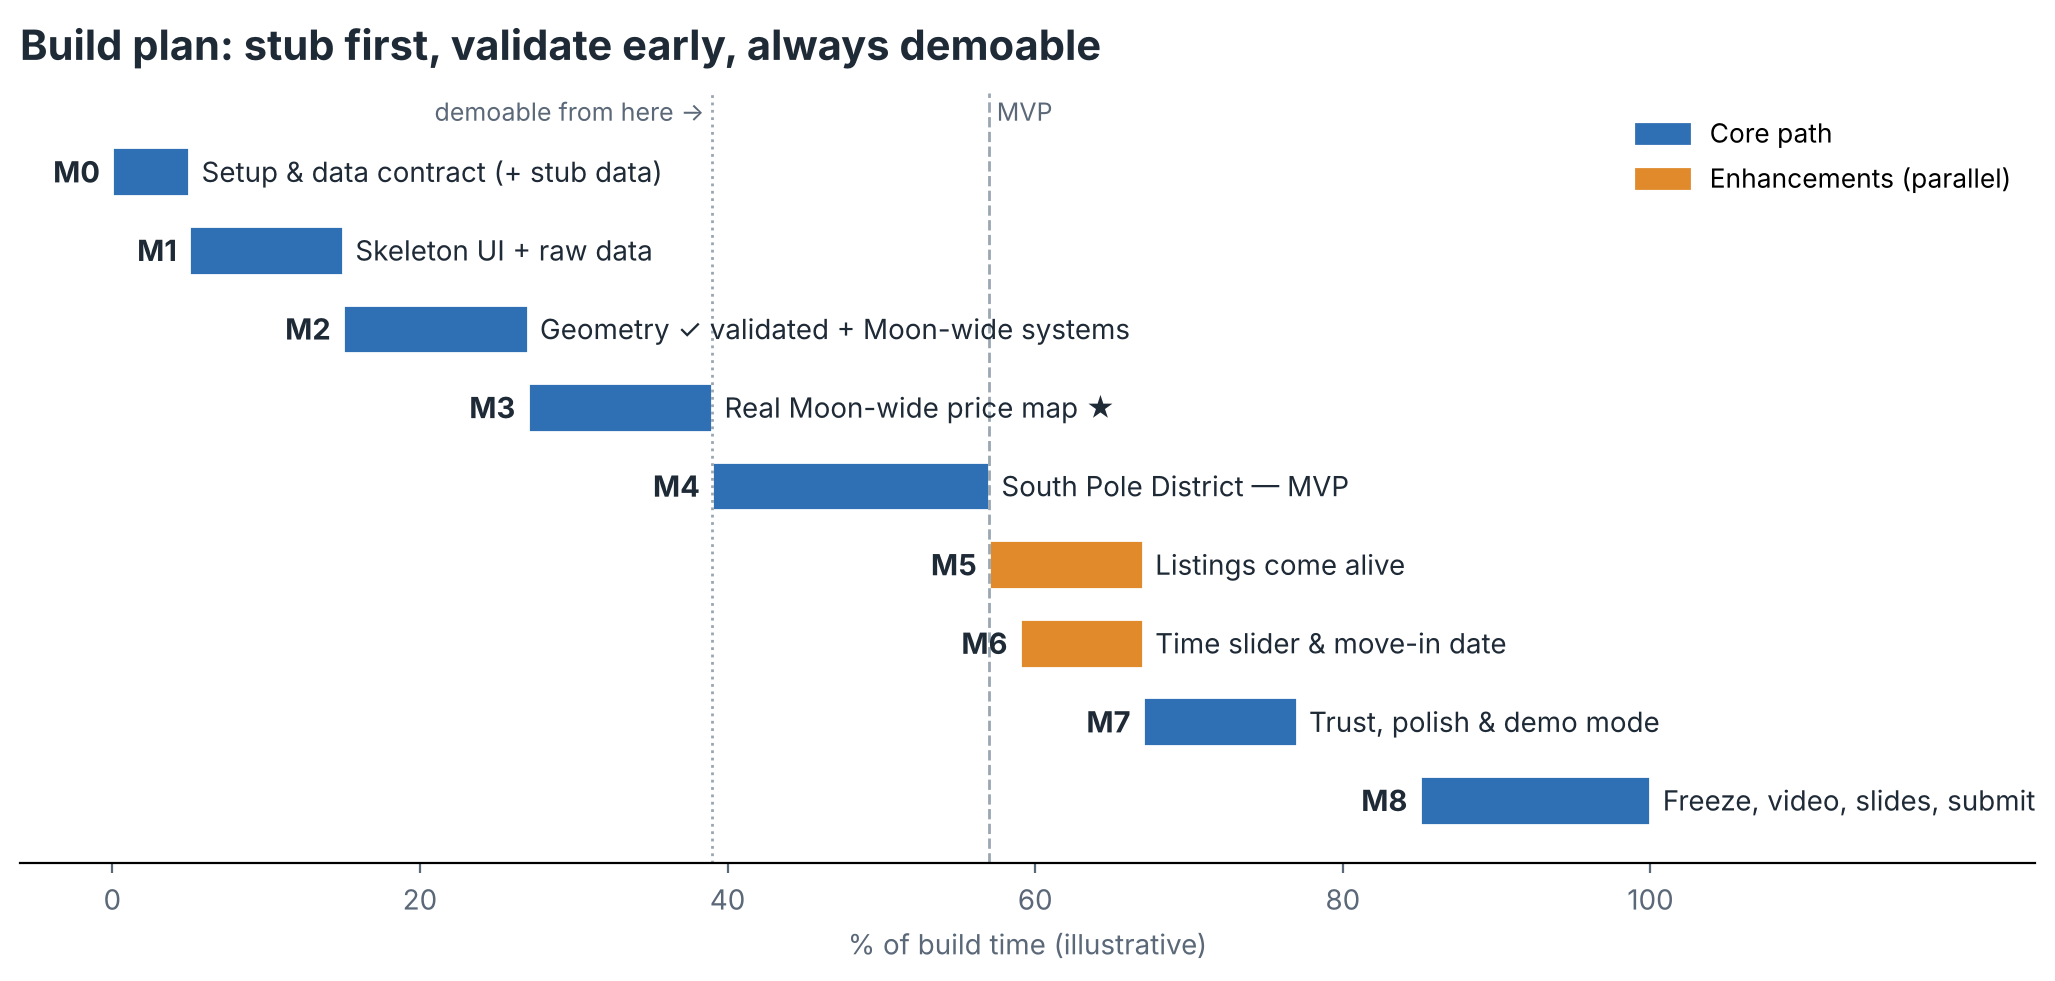 Build plan: stub first, validate early, always demoable
demoable from here →
MVP
Core path
Enhancements (parallel)
M0 Setup & data contract (+ stub data)
M1 Skeleton UI + raw data
M2 Geometry ✓ validated + Moon-wide systems
M3 Real Moon-wide price map ★
M4 South Pole District — MVP
M5 Listings come alive
M6 Time slider & move-in date
M7 Trust, polish & demo mode
M8 Freeze, video, slides, submit
0 20 40 60 80 100
% of build time (illustrative)